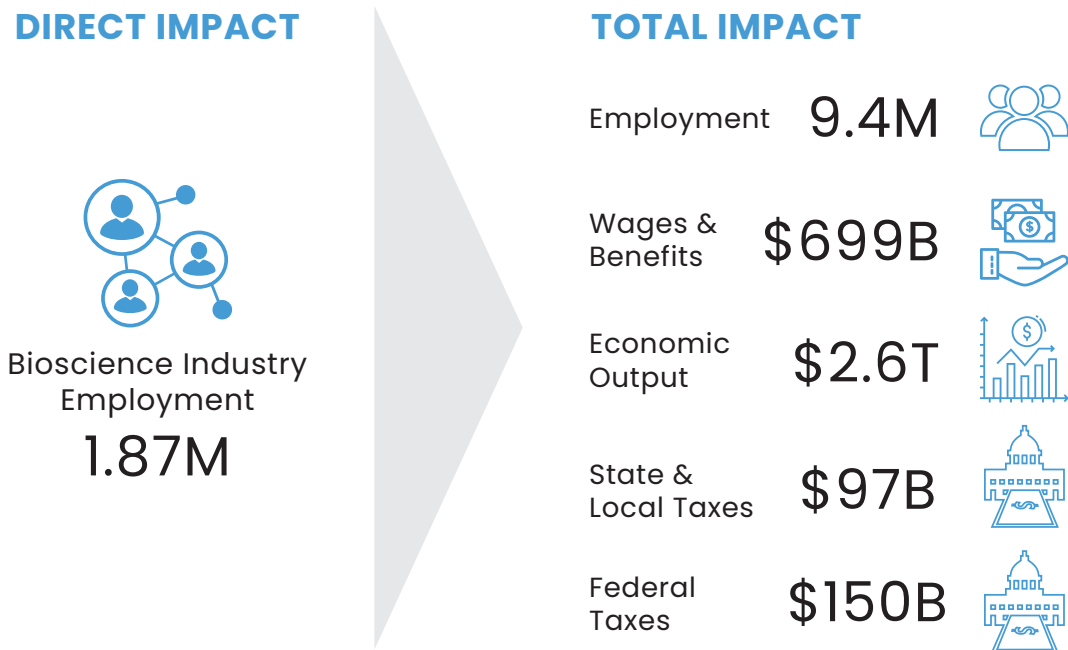 DIRECT IMPACT
Bioscience Industry
Employment
1.87M
TOTAL IMPACT
Employment 9.4M
Wages &
Benefits
$699B
$
Economic
Output
$2.6T
$
State &
Local Taxes
$97B
$
Federal
Taxes
$150B
$